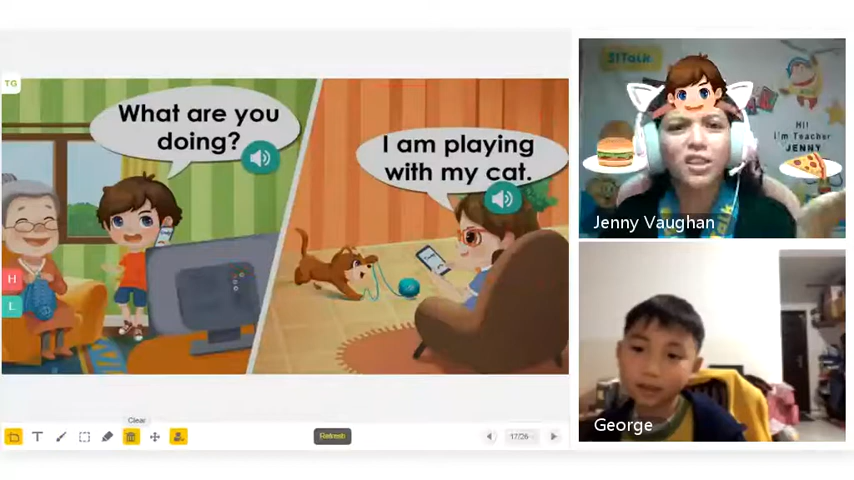 TG
What are you
doing?
I am playing
with my cat.
H
L
Clear
T
Refresh
17/26
51Talk
Hi!
I'm Teacher
JENNY
Jenny Vaughan
George